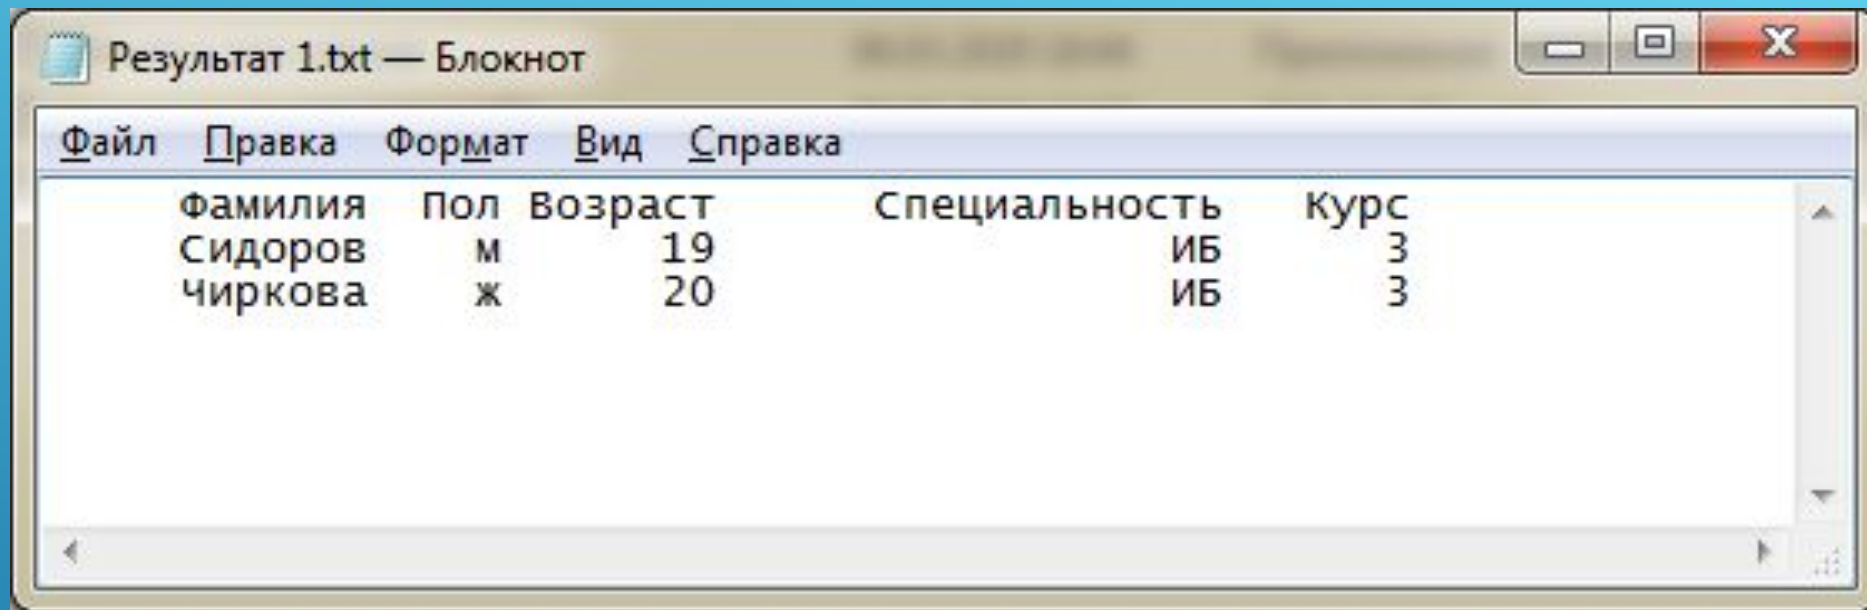 Результат 1.txt — Блокнот
Файл Правка Формат Вид Справка
Фамилия Пол Возраст Специальность Курс
Сидоров м 19 ИБ 3
Чиркова ж 20 ИБ 3